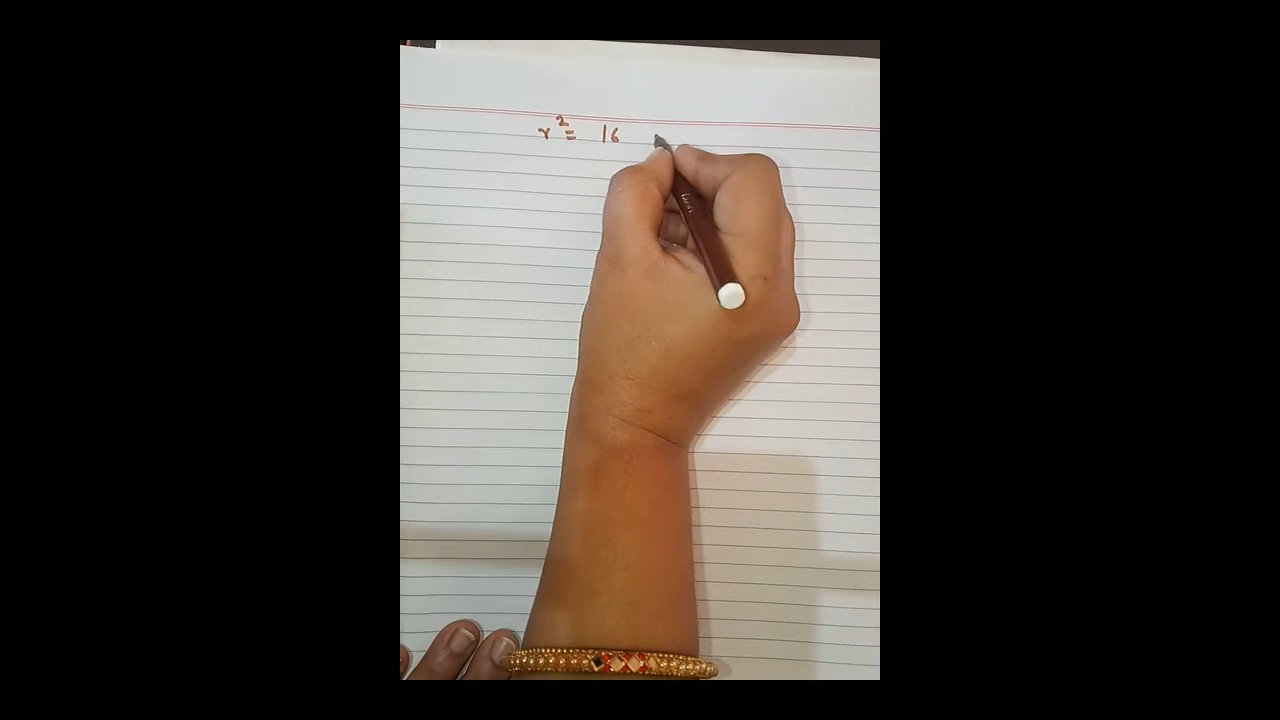 r² = 16